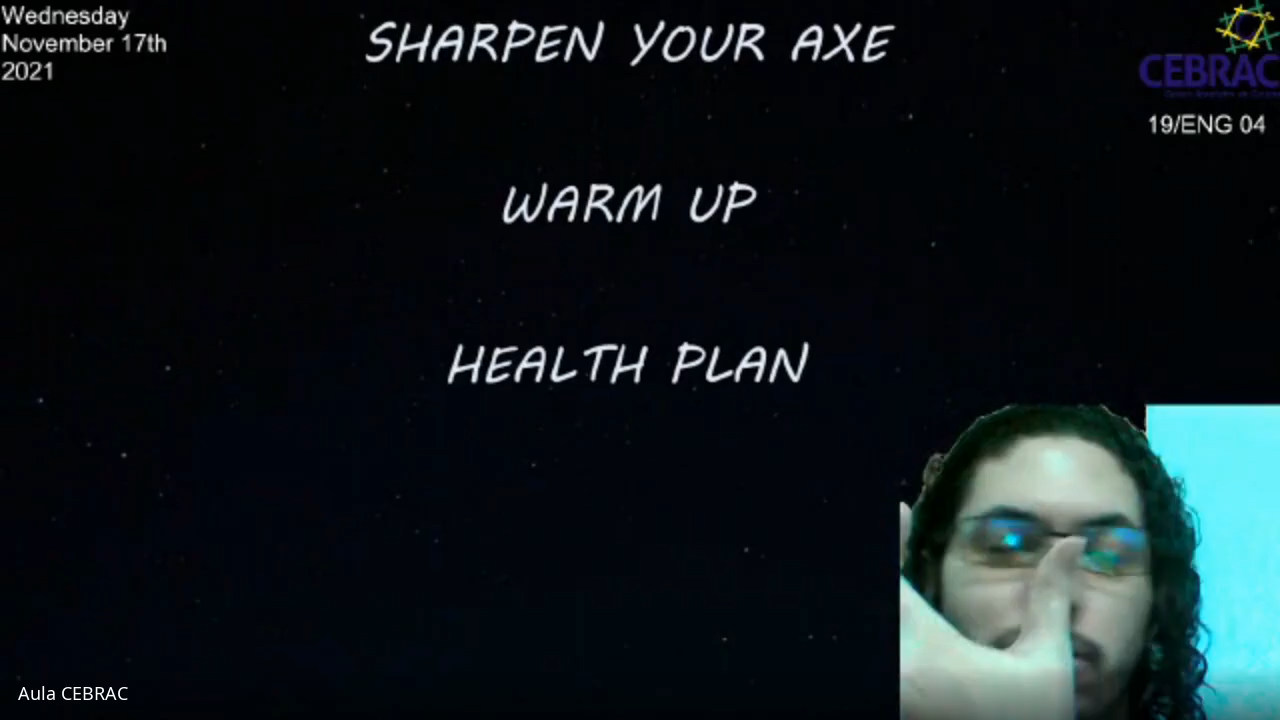 Wednesday
November 17th
2021
SHARPEN YOUR AXE
CEBRAC
19/ENG 04
WARM UP
HEALTH PLAN
Aula CEBRAC